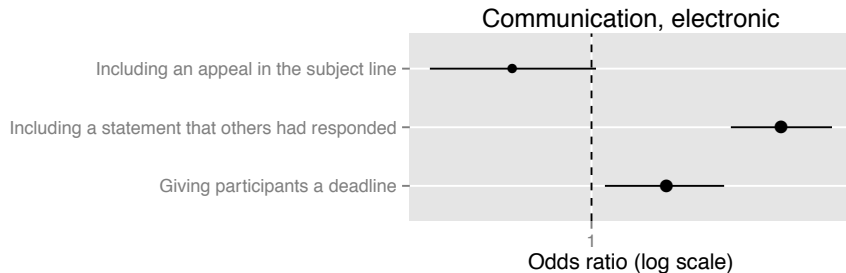 Communication, electronic
Including an appeal in the subject line
Including a statement that others had responded
Giving participants a deadline
1
Odds ratio (log scale)